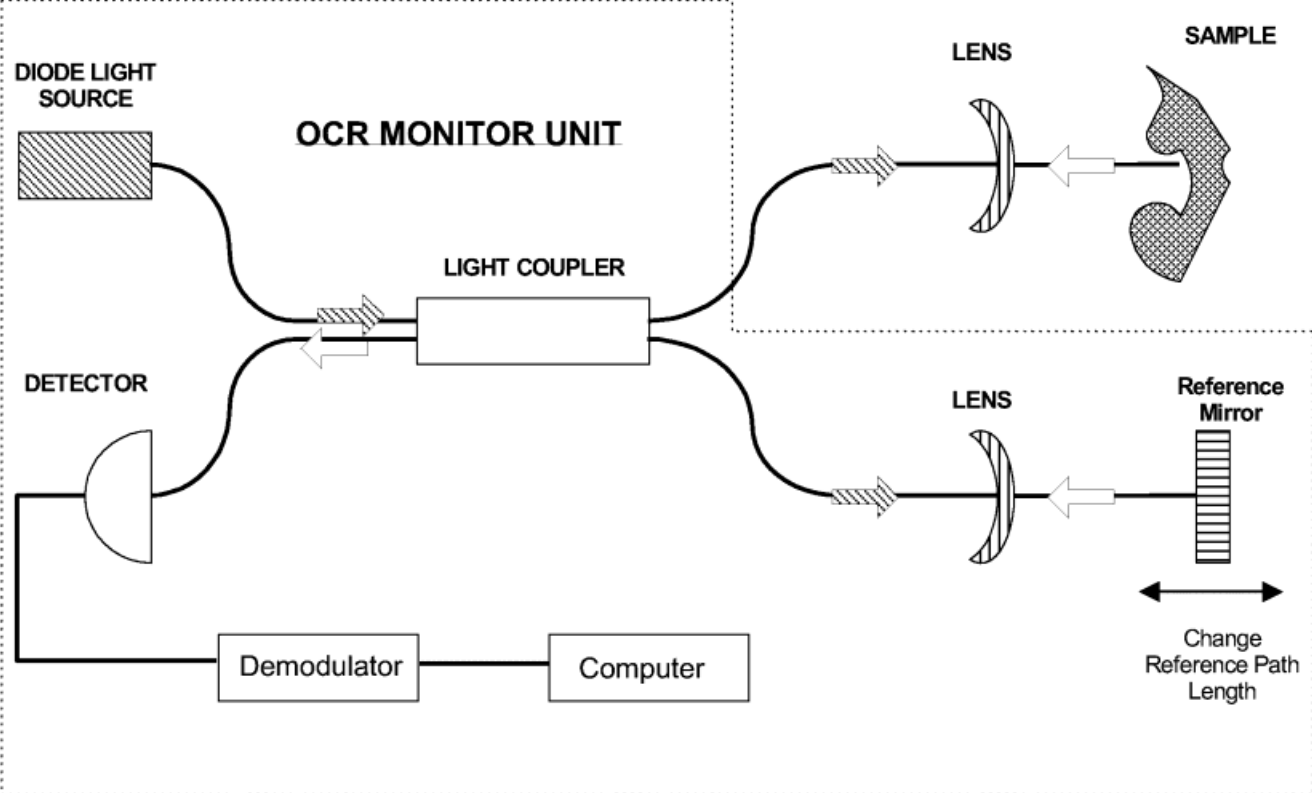 SAMPLE
LENS
DIODE LIGHT
SOURCE
OCR MONITOR UNIT
LIGHT COUPLER
DETECTOR
LENS
Reference
Mirror
Demodulator
Computer
Change
Reference Path
Length